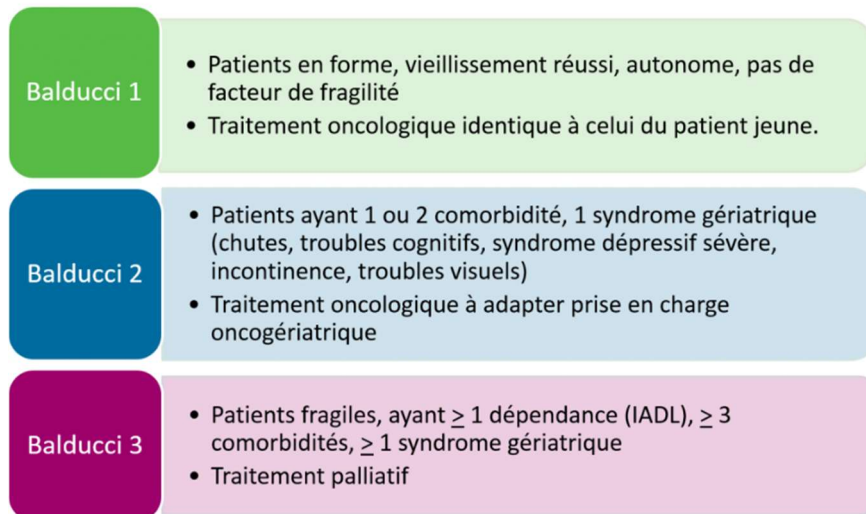 Balducci 1
• Patients en forme, vieillissement réussi, autonome, pas de
facteur de fragilité
• Traitement oncologique identique à celui du patient jeune.
Balducci 2
• Patients ayant 1 ou 2 comorbidité, 1 syndrome gériatrique
(chutes, troubles cognitifs, syndrome dépressif sévère,
incontinence, troubles visuels)
• Traitement oncologique à adapter prise en charge
oncogériatrique
Balducci 3
• Patients fragiles, ayant > 1 dépendance (IADL), > 3
comorbidités, > 1 syndrome gériatrique
• Traitement palliatif